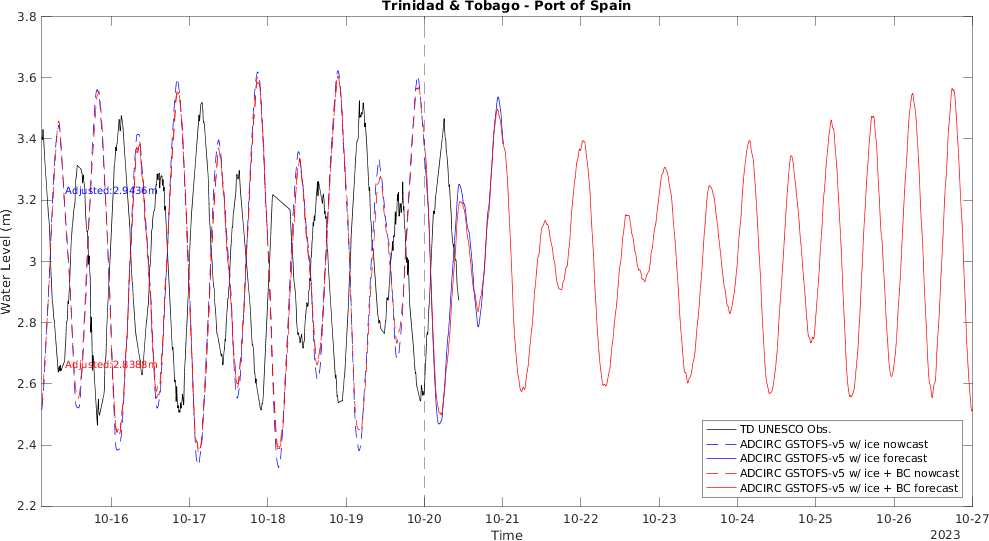 Trinidad & Tobago - Port of Spain
3.8
3.6
3.4
3.2
3
2.8
2.6
2.4
2.2
Water Level (m)
Adjusted:2.9436m
Adjusted:2.8388m
TD UNESCO Obs.
ADCIRC GSTOFS-v5 w/ ice nowcast
ADCIRC GSTOFS-v5 w/ ice forecast
ADCIRC GSTOFS-v5 w/ ice + BC nowcast
ADCIRC GSTOFS-v5 w/ ice + BC forecast
10-16 10-17 10-18 10-19 10-20 10-21 10-22 10-23 10-24 10-25 10-26 10-27
Time
2023